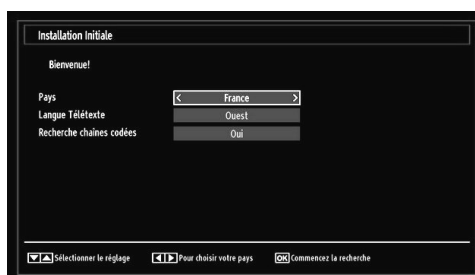 Installation Initiale
Bienvenue!
Pays < France >
Langue Télétexte Ouest
Recherche chaines codées Oui
Sélectionner le réglage Pour choisir votre pays OK Commencez la recherche